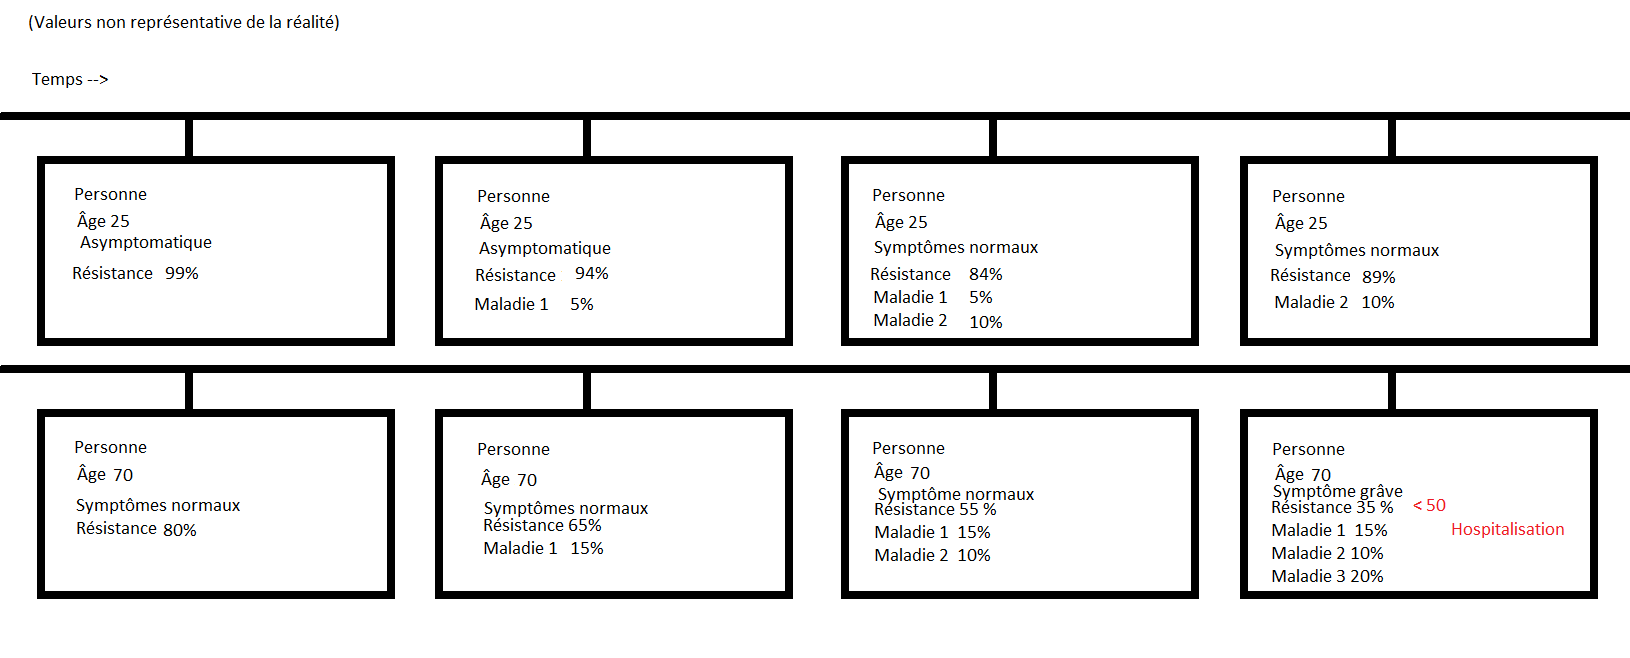 (Valeurs non représentative de la réalité)
Temps -->
Personne
Âge 25
Asymptomatique
Résistance 99%
Personne
Âge 25
Asymptomatique
Résistance 94%
Maladie 1 5%
Personne
Âge 25
Symptômes normaux
Résistance 84%
Maladie 1 5%
Maladie 2 10%
Personne
Âge 25
Symptômes normaux
Résistance 89%
Maladie 2 10%
Personne
Âge 70
Symptômes normaux
Résistance 80%
Personne
Âge 70
Symptômes normaux
Résistance 65%
Maladie 1 15%
Personne
Âge 70
Symptôme normaux
Résistance 55 %
Maladie 1 15%
Maladie 2 10%
Personne
Âge 70
Symptôme grâve
Résistance 35 % < 50
Maladie 1 15% Hospitalisation
Maladie 2 10%
Maladie 3 20%